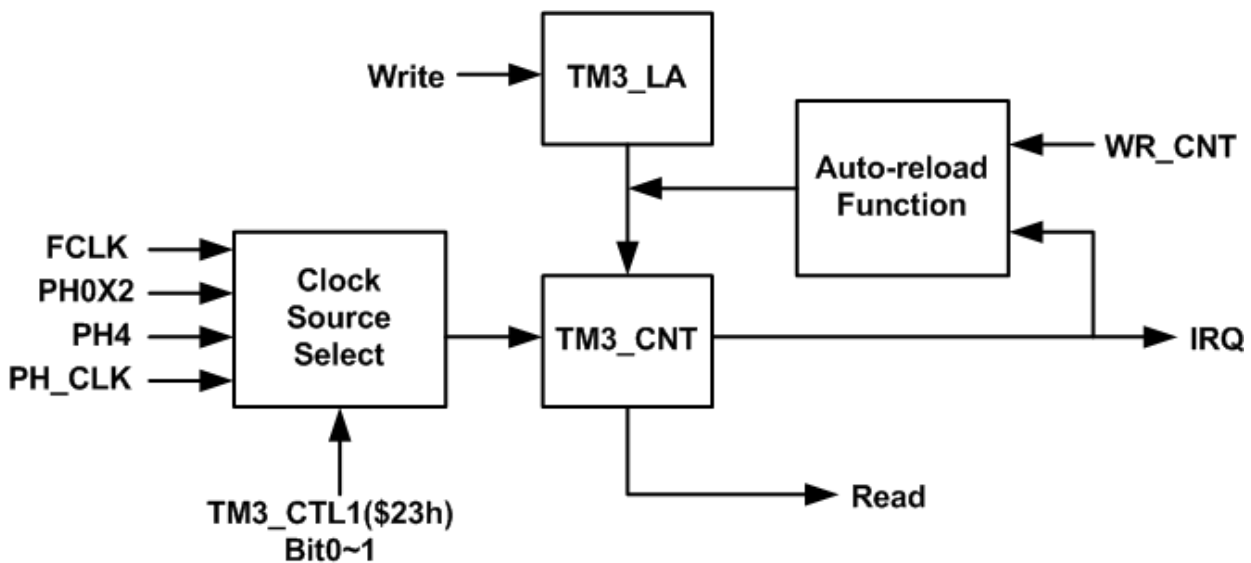 Write
TM3_LA
Auto-reload
Function
WR_CNT
FCLK
PH0X2
PH4
PH_CLK
Clock
Source
Select
TM3_CNT
IRQ
Read
TM3_CTL1($23h)
Bit0~1